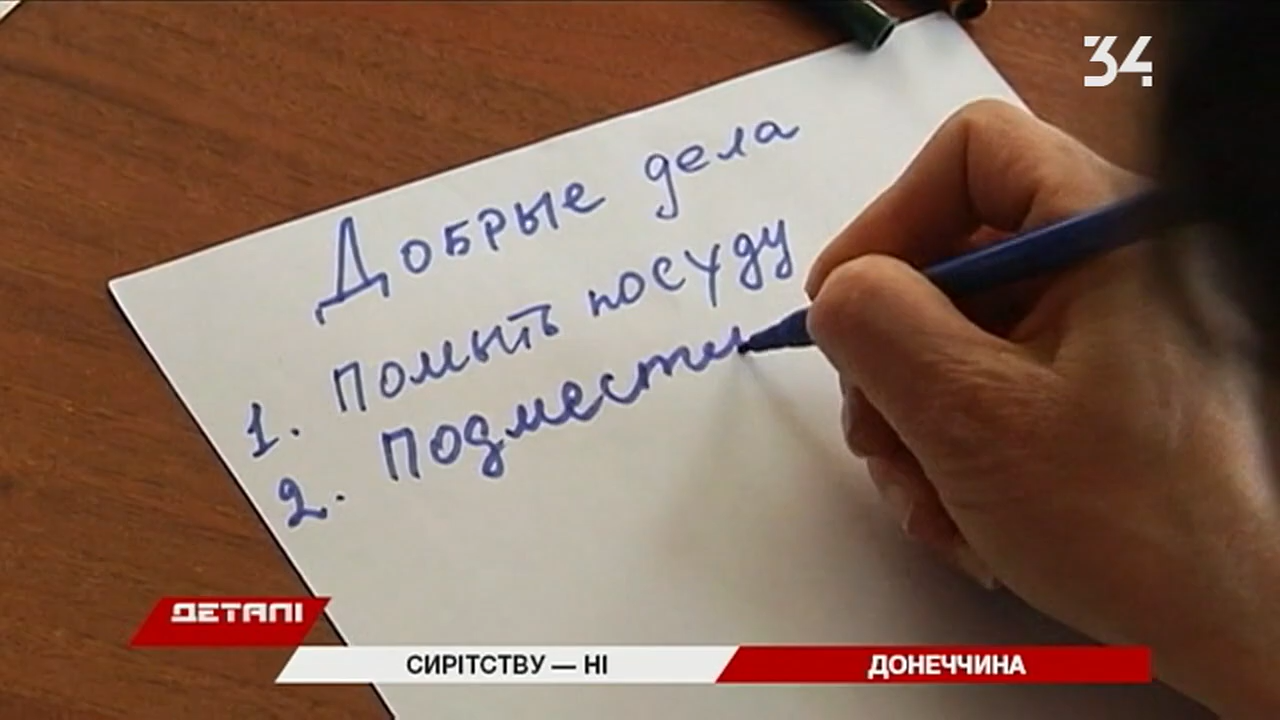 34
Добрые дела
1. Помыть посуду
2. Подмести
ДЕТАЛІ
СИРІТСТВУ — НІ
ДОНЕЧЧИНА